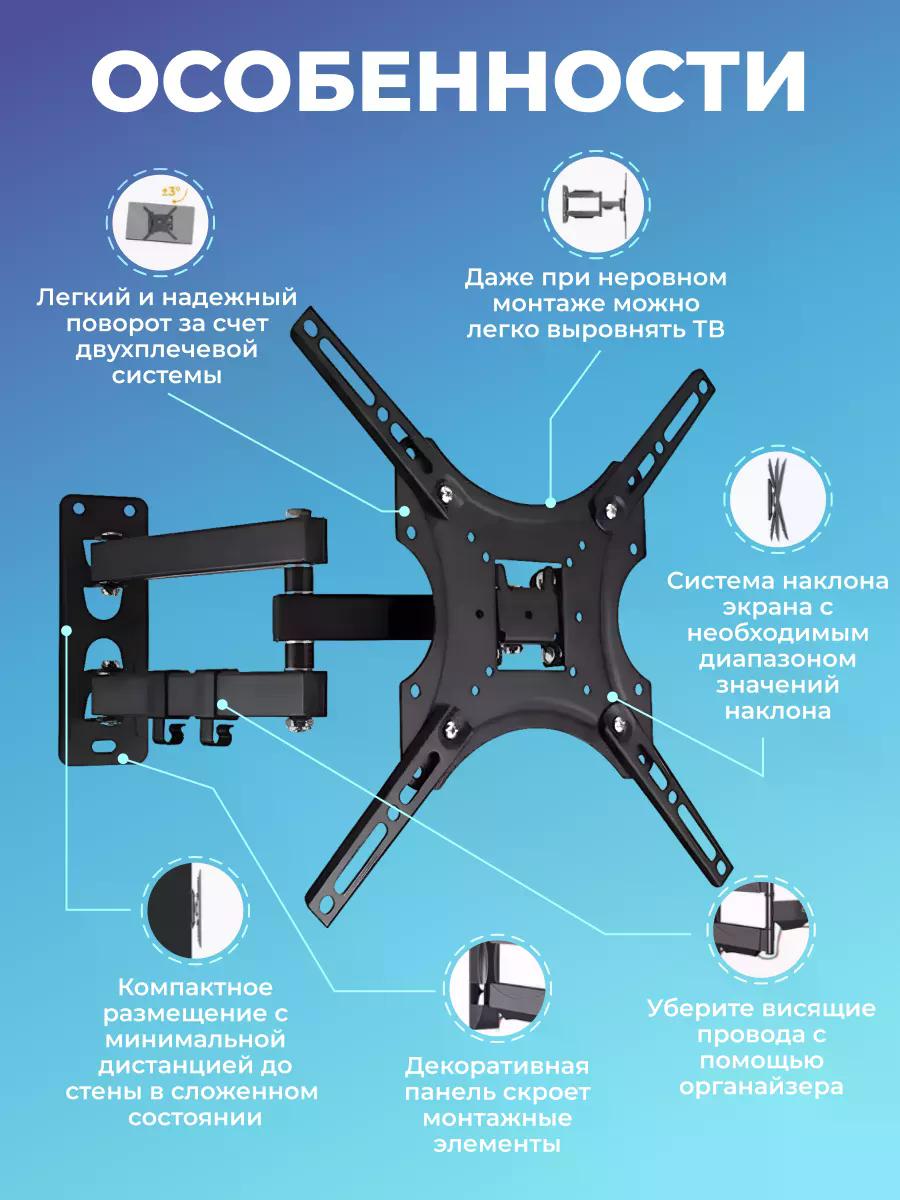 ОСОБЕННОСТИ
±3°
Легкий и надежный
поворот за счет
двухплечевой
системы
Даже при неровном
монтаже можно
легко выровнять ТВ
Система наклона
экрана с
необходимым
диапазоном
значений
наклона
Компактное
размещение с
минимальной
дистанцией до
стены в сложенном
состоянии
Декоративная
панель скроет
монтажные
элементы
Уберите висящие
провода с
помощью
органайзера